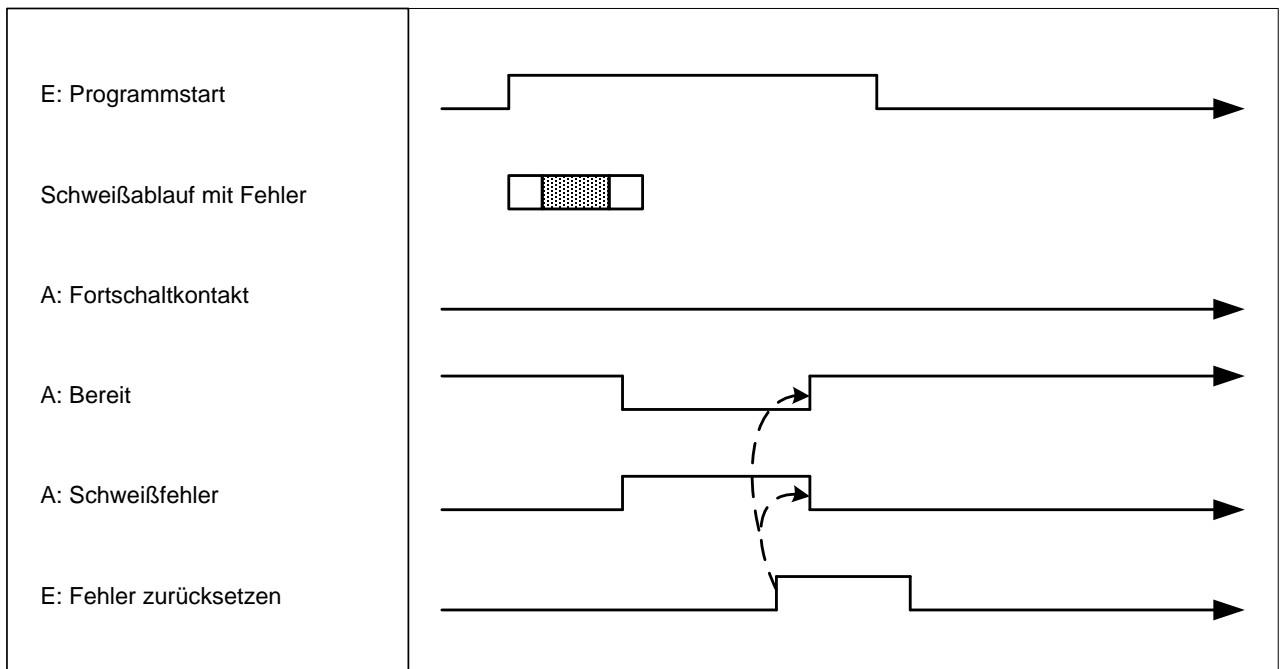 E: Programmstart
Schweißablauf mit Fehler
A: Fortschaltkontakt
A: Bereit
A: Schweißfehler
E: Fehler zurücksetzen